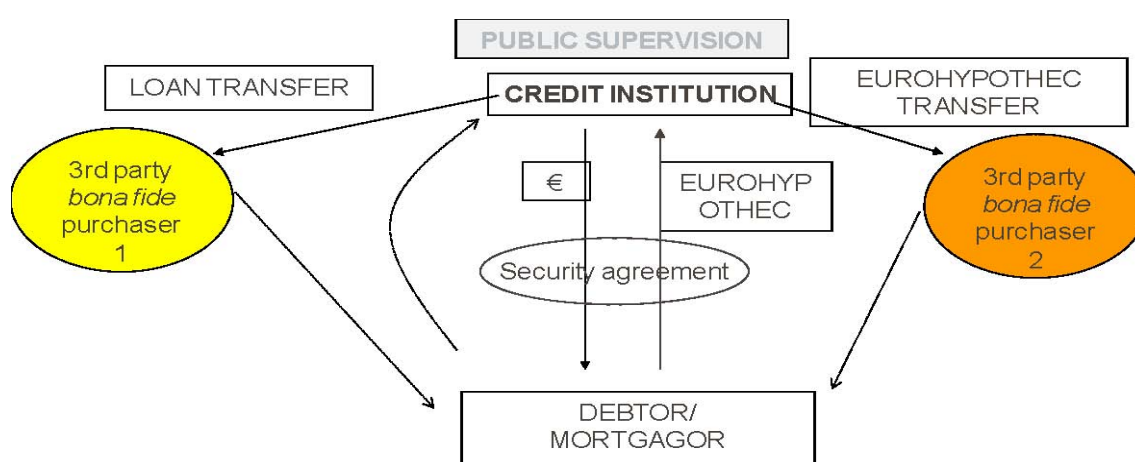 PUBLIC SUPERVISION
LOAN TRANSFER
CREDIT INSTITUTION
EUROHYPOTHEC
TRANSFER
3rd party
bona fide
purchaser
1
€
EUROHYP
OTHEC
3rd party
bona fide
purchaser
2
Security agreement
DEBTOR/
MORTGAGOR